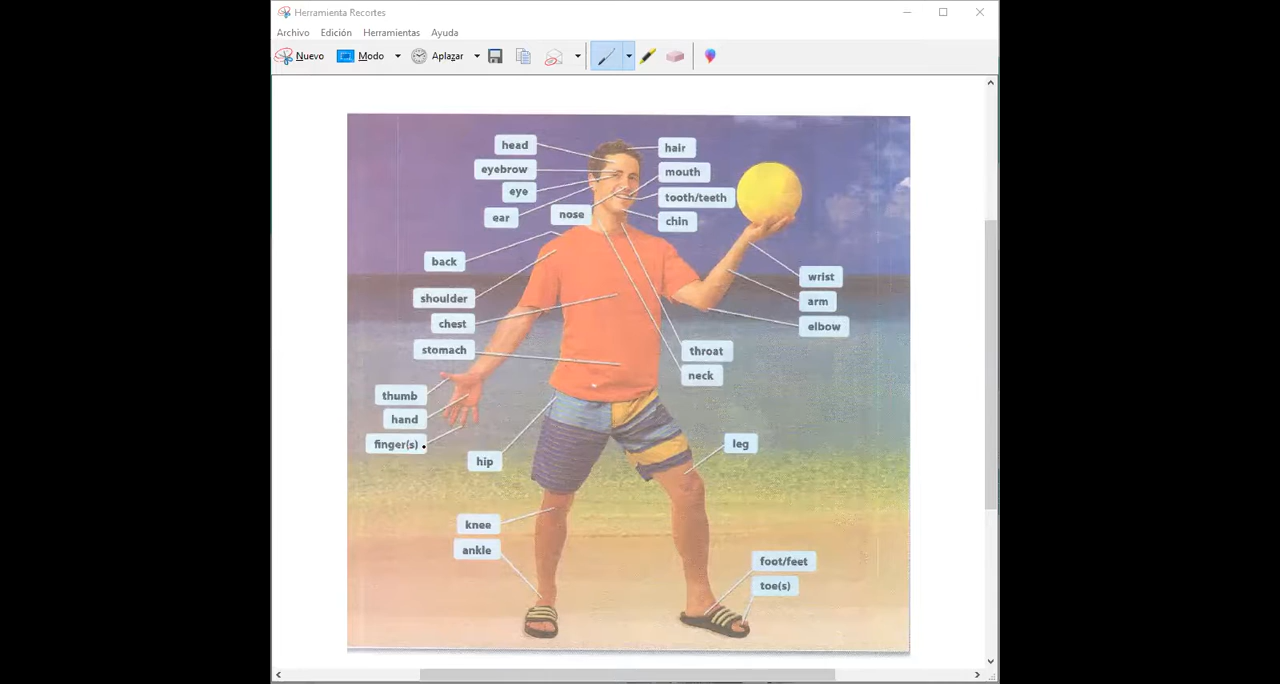 Herramienta Recortes
Archivo Edición Herramientas Ayuda
Nuevo Modo Aplazar
head
hair
eyebrow
mouth
eye
tooth/teeth
ear
nose
chin
back
wrist
shoulder
arm
chest
elbow
stomach
throat
neck
thumb
hand
finger(s)
leg
hip
knee
ankle
foot/feet
toe(s)